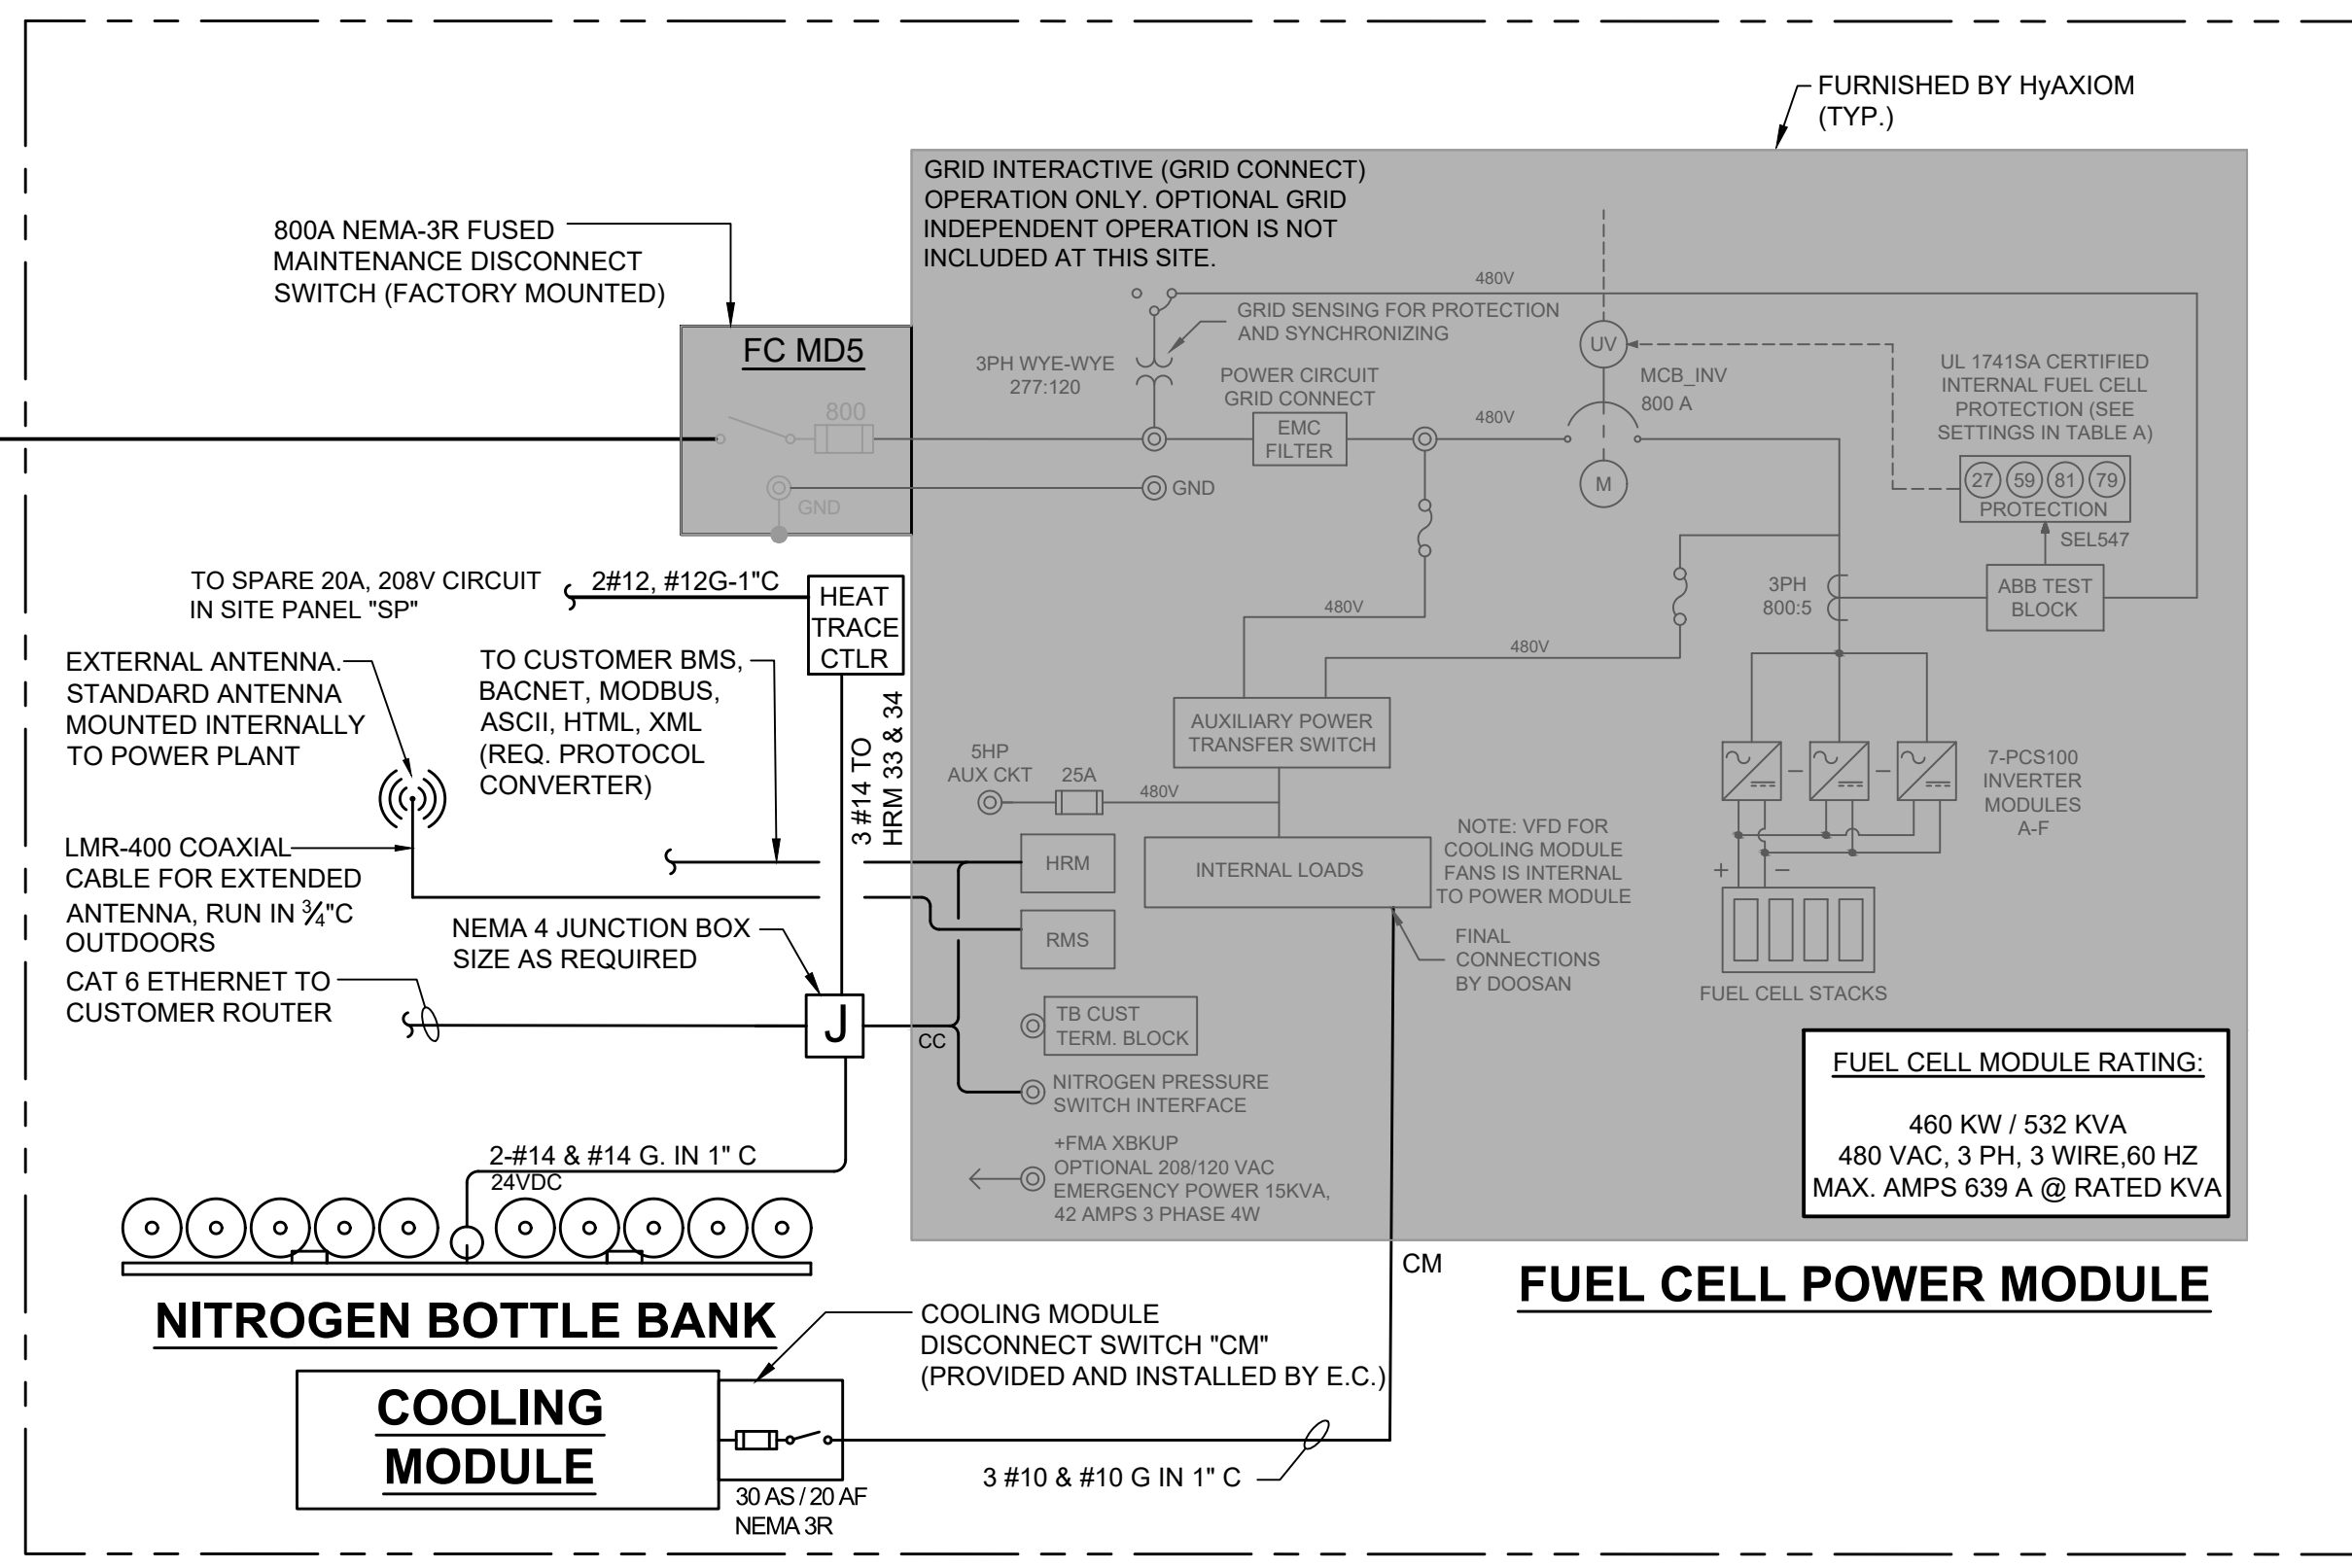 FURNISHED BY HyAXIOM
(TYP.)
GRID INTERACTIVE (GRID CONNECT)
OPERATION ONLY. OPTIONAL GRID
INDEPENDENT OPERATION IS NOT
INCLUDED AT THIS SITE.
800A NEMA-3R FUSED
MAINTENANCE DISCONNECT
SWITCH (FACTORY MOUNTED)
FC MD5
800
GND
480V
GRID SENSING FOR PROTECTION
AND SYNCHRONIZING
3PH WYE-WYE
277:120
POWER CIRCUIT
GRID CONNECT
EMC
FILTER
480V
GND
UV
MCB_INV
800 A
M
UL 1741SA CERTIFIED
INTERNAL FUEL CELL
PROTECTION (SEE
SETTINGS IN TABLE A)
27 59 81 79
PROTECTION
SEL547
3PH
800:5
ABB TEST
BLOCK
480V
480V
TO SPARE 20A, 208V CIRCUIT
IN SITE PANEL "SP"
2#12, #12G-1"C
HEAT
TRACE
CTLR
3 #14 TO
HRM 33 & 34
EXTERNAL ANTENNA.
STANDARD ANTENNA
MOUNTED INTERNALLY
TO POWER PLANT
TO CUSTOMER BMS,
BACNET, MODBUS,
ASCII, HTML, XML
(REQ. PROTOCOL
CONVERTER)
LMR-400 COAXIAL
CABLE FOR EXTENDED
ANTENNA, RUN IN ¾"C
OUTDOORS
NEMA 4 JUNCTION BOX
SIZE AS REQUIRED
CAT 6 ETHERNET TO
CUSTOMER ROUTER
J
CC
AUXILIARY POWER
TRANSFER SWITCH
5HP
AUX CKT
25A
480V
HRM
INTERNAL LOADS
RMS
NOTE: VFD FOR
COOLING MODULE
FANS IS INTERNAL
TO POWER MODULE
FINAL
CONNECTIONS
BY DOOSAN
7-PCS100
INVERTER
MODULES
A-F
+
−
FUEL CELL STACKS
TB CUST
TERM. BLOCK
NITROGEN PRESSURE
SWITCH INTERFACE
+FMA XBKUP
OPTIONAL 208/120 VAC
EMERGENCY POWER 15KVA,
42 AMPS 3 PHASE 4W
FUEL CELL MODULE RATING:
460 KW / 532 KVA
480 VAC, 3 PH, 3 WIRE,60 HZ
MAX. AMPS 639 A @ RATED KVA
2-#14 & #14 G. IN 1" C
24VDC
NITROGEN BOTTLE BANK
CM
FUEL CELL POWER MODULE
COOLING MODULE
DISCONNECT SWITCH "CM"
(PROVIDED AND INSTALLED BY E.C.)
COOLING
MODULE
30 AS / 20 AF
NEMA 3R
3 #10 & #10 G IN 1" C